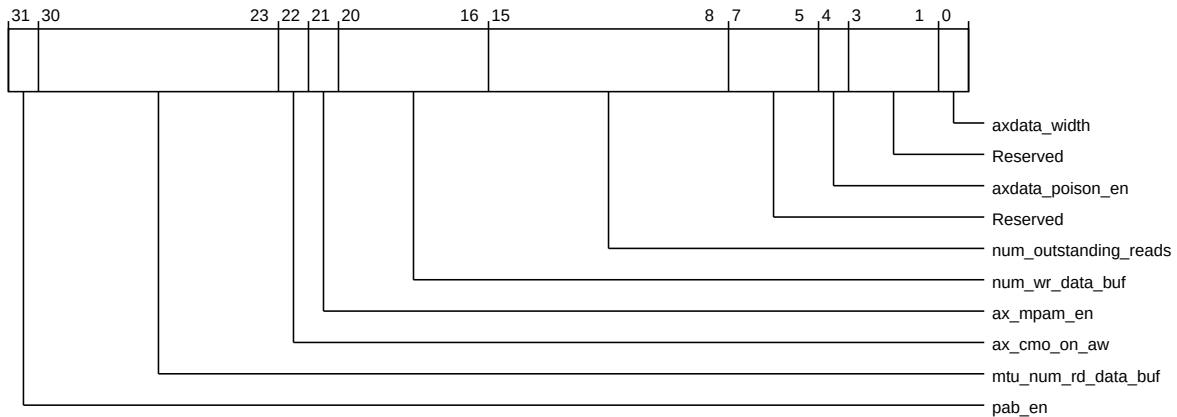 31 30 23 22 21 20 16 15 8 7 5 4 3 1 0
axdata_width
Reserved
axdata_poison_en
Reserved
num_outstanding_reads
num_wr_data_buf
ax_mpam_en
ax_cmo_on_aw
mtu_num_rd_data_buf
pab_en